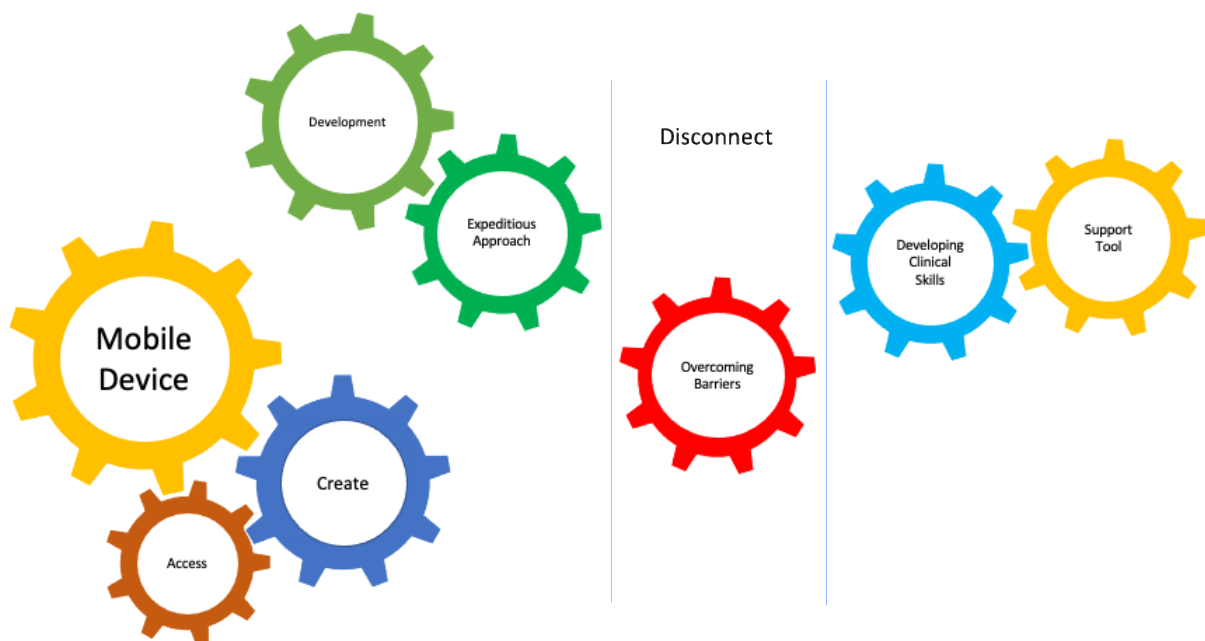 Development
Expeditious
Approach
Mobile
Device
Create
Access
Disconnect
Overcoming
Barriers
Developing
Clinical
Skills
Support
Tool